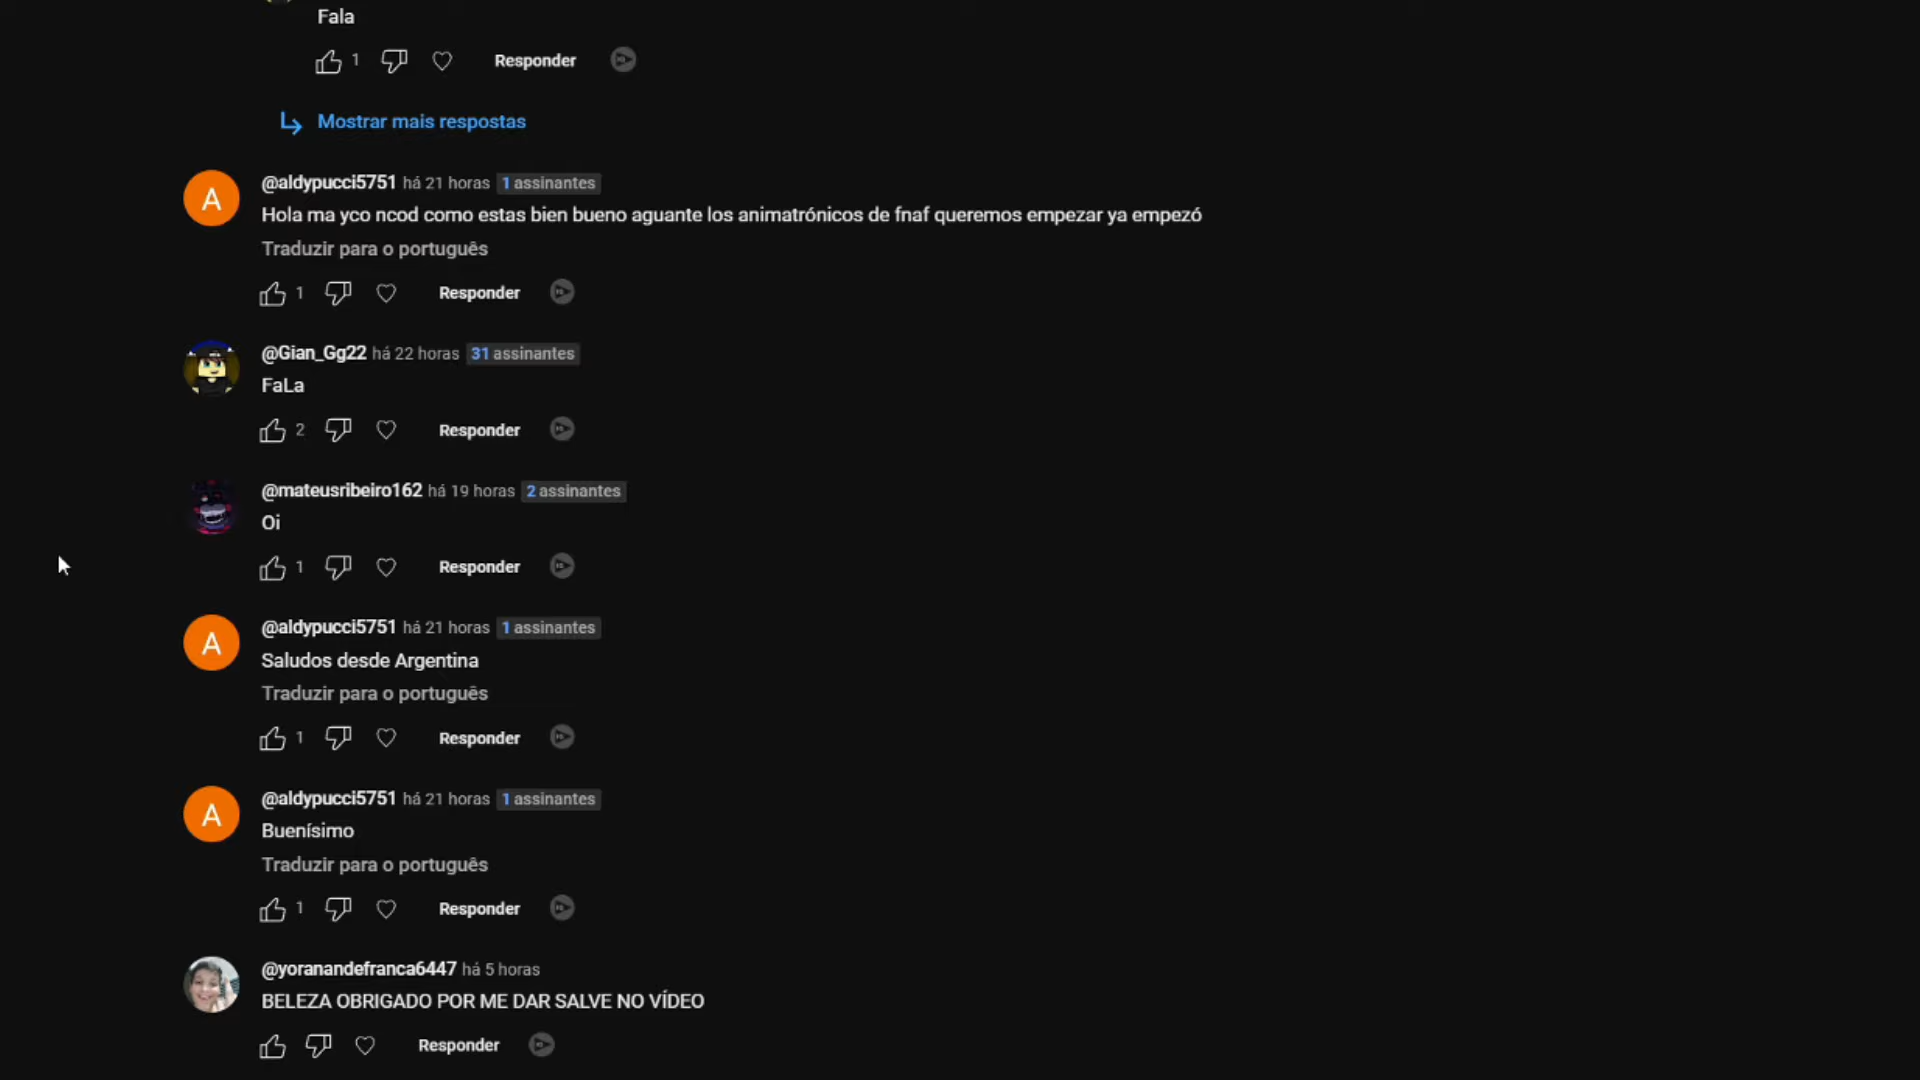 Fala
1 Responder
Mostrar mais respostas
A @aldypucci5751 há 21 horas 1 assinantes
Hola ma yco ncod como estas bien bueno aguante los animatrónicos de fnaf queremos empezar ya empezó
Traduzir para o português
1 Responder
@Gian_Gg22 há 22 horas 31 assinantes
FaLa
2 Responder
@mateusribeiro162 há 19 horas 2 assinantes
Oi
1 Responder
A @aldypucci5751 há 21 horas 1 assinantes
Saludos desde Argentina
Traduzir para o português
1 Responder
A @aldypucci5751 há 21 horas 1 assinantes
Buenísimo
Traduzir para o português
1 Responder
@yoranandefranca6447 há 5 horas
BELEZA OBRIGADO POR ME DAR SALVE NO VÍDEO
Responder